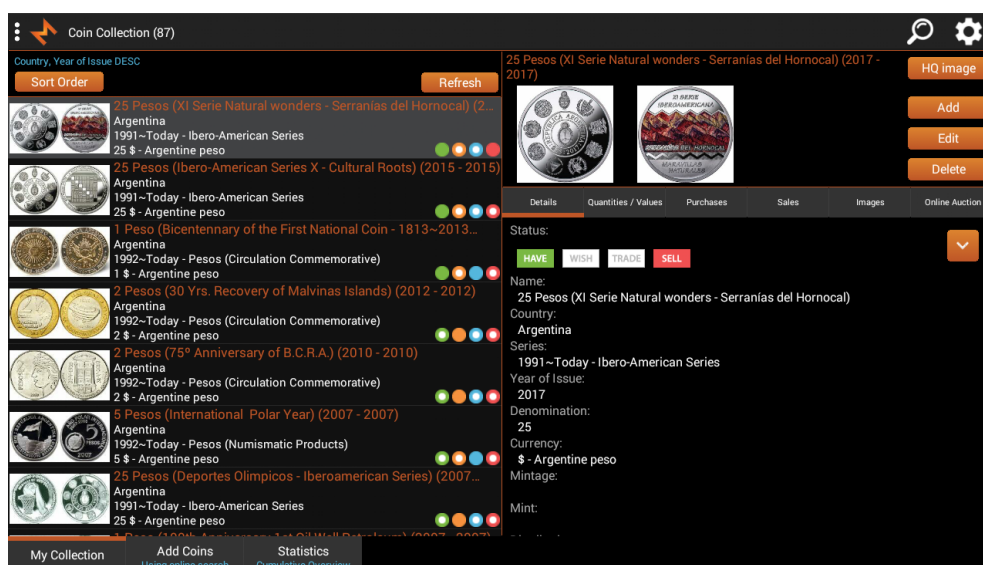 Coin Collection (87)
Country, Year of Issue DESC
Sort Order
Refresh
25 Pesos (XI Serie Natural wonders - Serranías del Hornocal) (2...
Argentina
1991~Today - Ibero-American Series
25 $ - Argentine peso
25 Pesos (Ibero-American Series X - Cultural Roots) (2015 - 2015)
Argentina
1991~Today - Ibero-American Series
25 $ - Argentine peso
1 Peso (Bicentennary of the First National Coin - 1813~2013...
Argentina
1992~Today - Pesos (Circulation Commemorative)
1 $ - Argentine peso
2 Pesos (30 Yrs. Recovery of Malvinas Islands) (2012 - 2012)
Argentina
1992~Today - Pesos (Circulation Commemorative)
2 $ - Argentine peso
2 Pesos (75º Anniversary of B.C.R.A.) (2010 - 2010)
Argentina
1992~Today - Pesos (Circulation Commemorative)
2 $ - Argentine peso
5 Pesos (International Polar Year) (2007 - 2007)
Argentina
1992~Today - Pesos (Numismatic Products)
5 $ - Argentine peso
25 Pesos (Deportes Olimpicos - Iberoamerican Series) (2007...
Argentina
1991~Today - Ibero-American Series
25 $ - Argentine peso
My Collection
Add Coins
Statistics
25 Pesos (XI Serie Natural wonders - Serranías del Hornocal) (2017 -
2017)
HQ image
Add
Edit
Delete
Details
Quantities / Values
Purchases
Sales
Images
Online Auction
Status:
HAVE WISH TRADE SELL
Name:
25 Pesos (XI Serie Natural wonders - Serranías del Hornocal)
Country:
Argentina
Series:
1991~Today - Ibero-American Series
Year of Issue:
2017
Denomination:
25
Currency:
$ - Argentine peso
Mintage:
Mint: